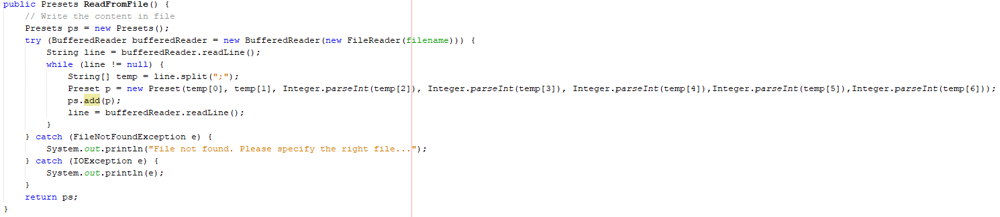 public Presets ReadFromFile() {
    // Write the content in file
    Presets ps = new Presets();
    try (BufferedReader bufferedReader = new BufferedReader(new FileReader(filename))) {
        String line = bufferedReader.readLine();
        while (line != null) {
            String[] temp = line.split(";");
            Preset p = new Preset(temp[0], temp[1], Integer.parseInt(temp[2]), Integer.parseInt(temp[3]), Integer.parseInt(temp[4]),Integer.parseInt(temp[5]),Integer.parseInt(temp[6]));
            ps.add(p);
            line = bufferedReader.readLine();
        }
    } catch (FileNotFoundException e) {
        System.out.println("File not found. Please specify the right file...");
    } catch (IOException e) {
        System.out.println(e);
    }
    return ps;
}